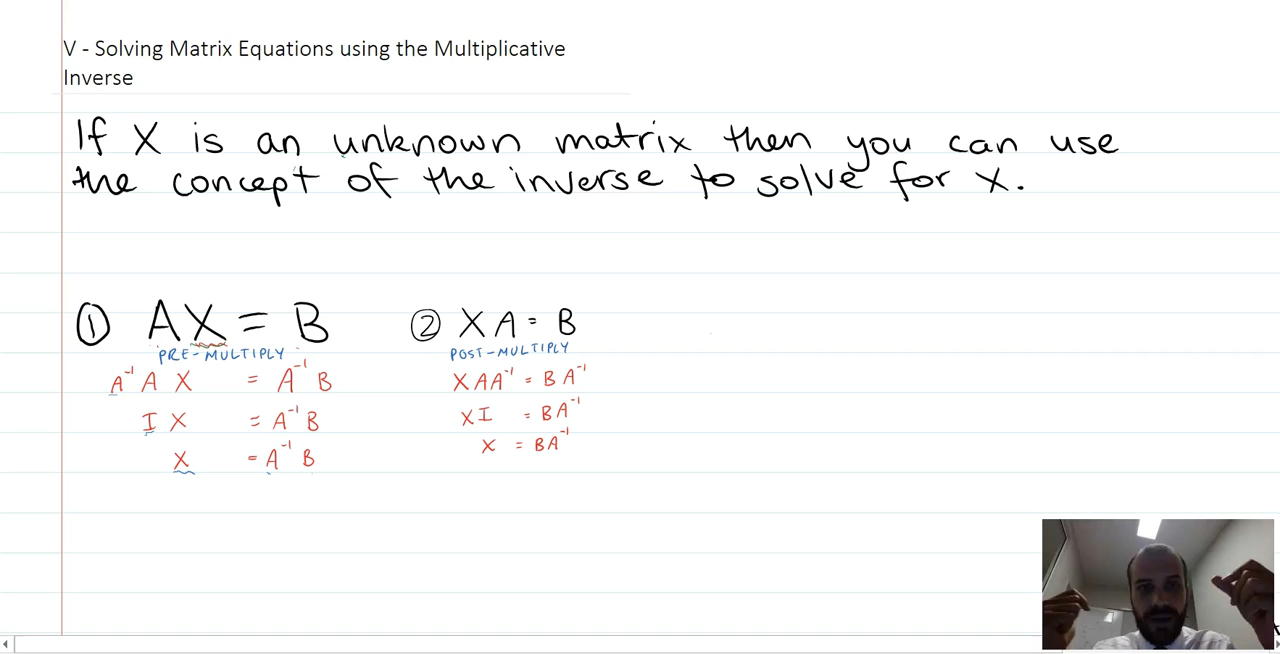 V - Solving Matrix Equations using the Multiplicative
Inverse
If X is an unknown matrix then you can use
the concept of the inverse to solve for X.
① AX = B
PRE-MULTIPLY
A⁻¹ A X = A⁻¹ B
I X = A⁻¹ B
X = A⁻¹ B
② X A = B
POST-MULTIPLY
X A A⁻¹ = B A⁻¹
X I = B A⁻¹
X = B A⁻¹